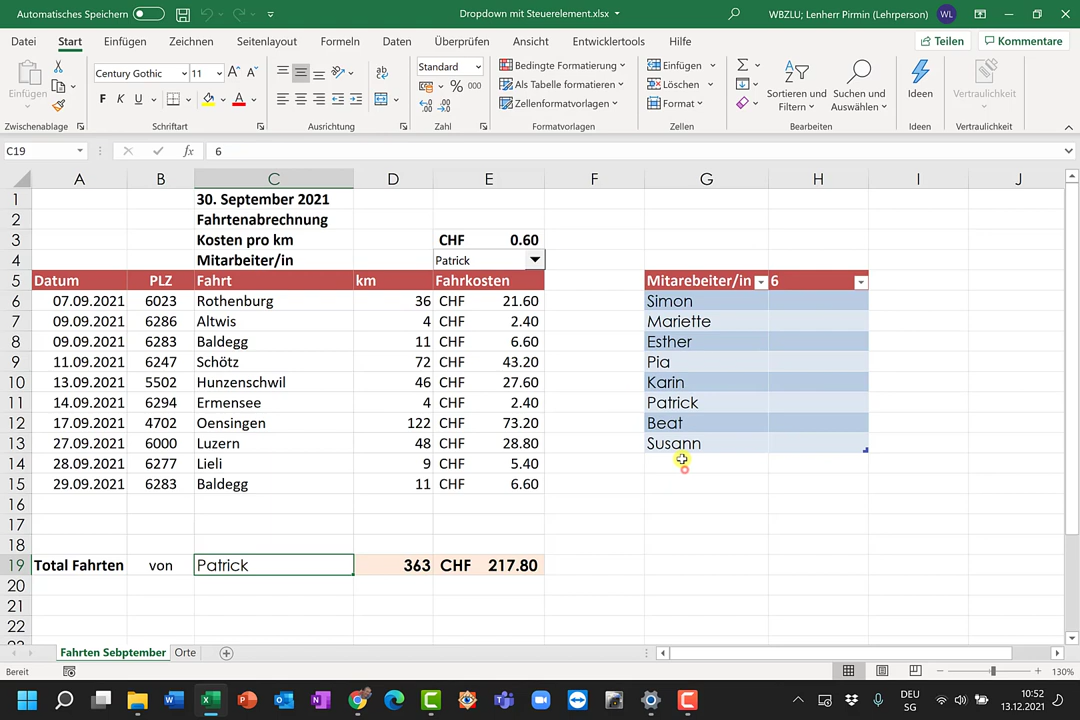 Automatisches Speichern
Dropdown mit Steuerelement.xlsx
WBZLU; Lenherr Pirmin (Lehrperson)
WL
Datei Start Einfügen Zeichnen Seitenlayout Formeln Daten Überprüfen Ansicht Entwicklertools Hilfe
Teilen Kommentare
Einfügen
Century Gothic 11
F K U
Standard
% 000
Bedingte Formatierung
Als Tabelle formatieren
Zellenformatvorlagen
Einfügen
Löschen
Format
Sortieren und Filtern
Suchen und Auswählen
Ideen
Vertraulichkeit
Zwischenablage Schriftart Ausrichtung Zahl Formatvorlagen Zellen Bearbeiten Ideen Vertraulichkeit
C19 fx 6
A B C D E F G H I J
1 30. September 2021
2 Fahrtenabrechnung
3 Kosten pro km CHF 0.60
4 Mitarbeiter/in Patrick
5 Datum PLZ Fahrt km Fahrkosten Mitarebeiter/in 6
6 07.09.2021 6023 Rothenburg 36 CHF 21.60 Simon
7 09.09.2021 6286 Altwis 4 CHF 2.40 Mariette
8 09.09.2021 6283 Baldegg 11 CHF 6.60 Esther
9 11.09.2021 6247 Schötz 72 CHF 43.20 Pia
10 13.09.2021 5502 Hunzenschwil 46 CHF 27.60 Karin
11 14.09.2021 6294 Ermensee 4 CHF 2.40 Patrick
12 17.09.2021 4702 Oensingen 122 CHF 73.20 Beat
13 27.09.2021 6000 Luzern 48 CHF 28.80 Susann
14 28.09.2021 6277 Lieli 9 CHF 5.40
15 29.09.2021 6283 Baldegg 11 CHF 6.60
16
17
18
19 Total Fahrten von Patrick 363 CHF 217.80
20
21
22
23
Fahrten Sebptember Orte
Bereit
130%
DEU
SG
10:52
13.12.2021